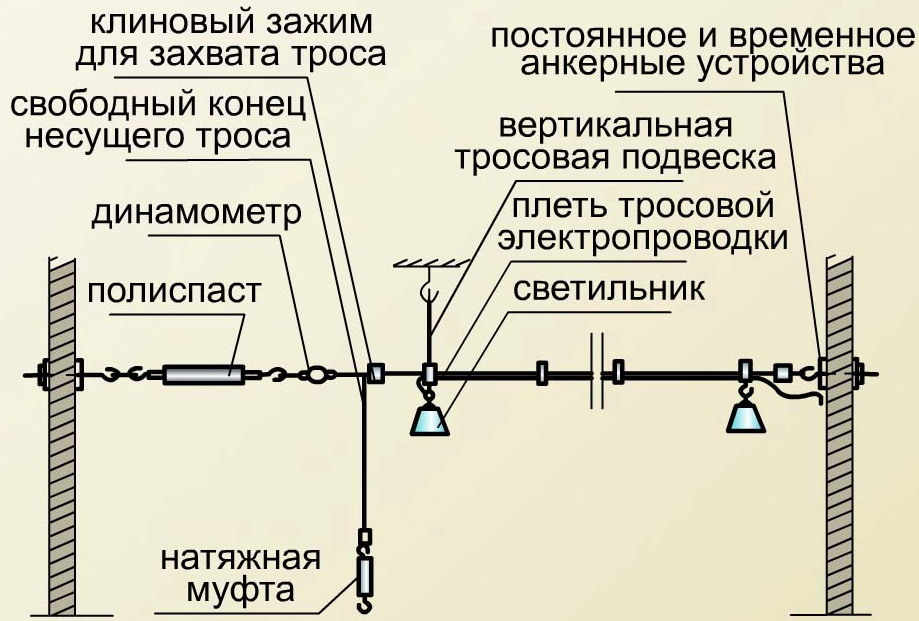 клиновый зажим
для захвата троса
свободный конец
несущего троса
динамометр
полиспаст
постоянное и временное
анкерные устройства
вертикальная
тросовая подвеска
плеть тросовой
электропроводки
светильник
натяжная
муфта